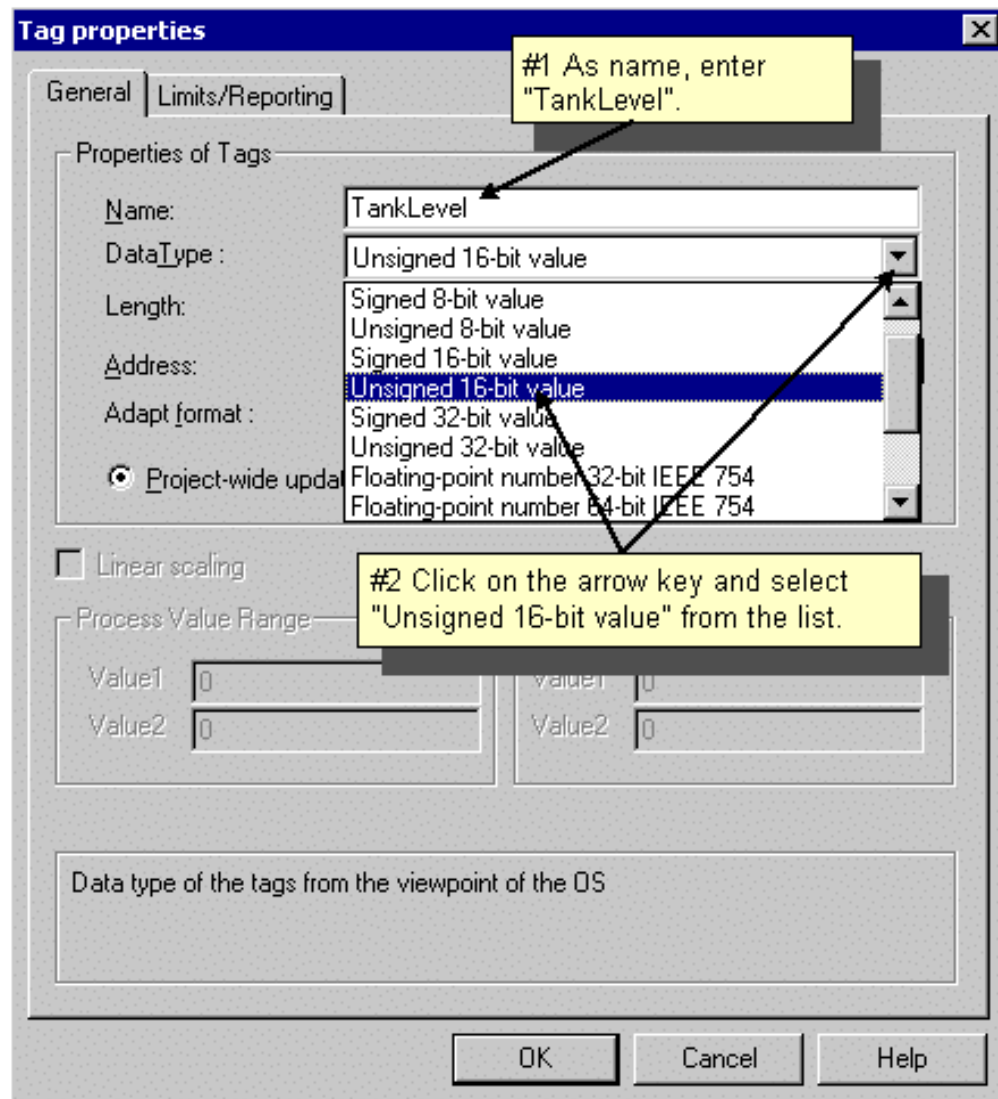 Tag properties
#1 As name, enter
"TankLevel".
General
Limits/Reporting
Properties of Tags
Name:
TankLevel
DataType :
Unsigned 16-bit value
Length:
Signed 8-bit value
Unsigned 8-bit value
Address:
Signed 16-bit value
Unsigned 16-bit value
Adapt format :
Signed 32-bit value
Unsigned 32-bit value
Project-wide updat
Floating-point number 32-bit IEEE 754
Floating-point number 64-bit IEEE 754
Linear scaling
#2 Click on the arrow key and select
"Unsigned 16-bit value" from the list.
Process Value Range
Value1 0
Value1 0
Value2 0
Value2 0
Data type of the tags from the viewpoint of the OS
OK
Cancel
Help